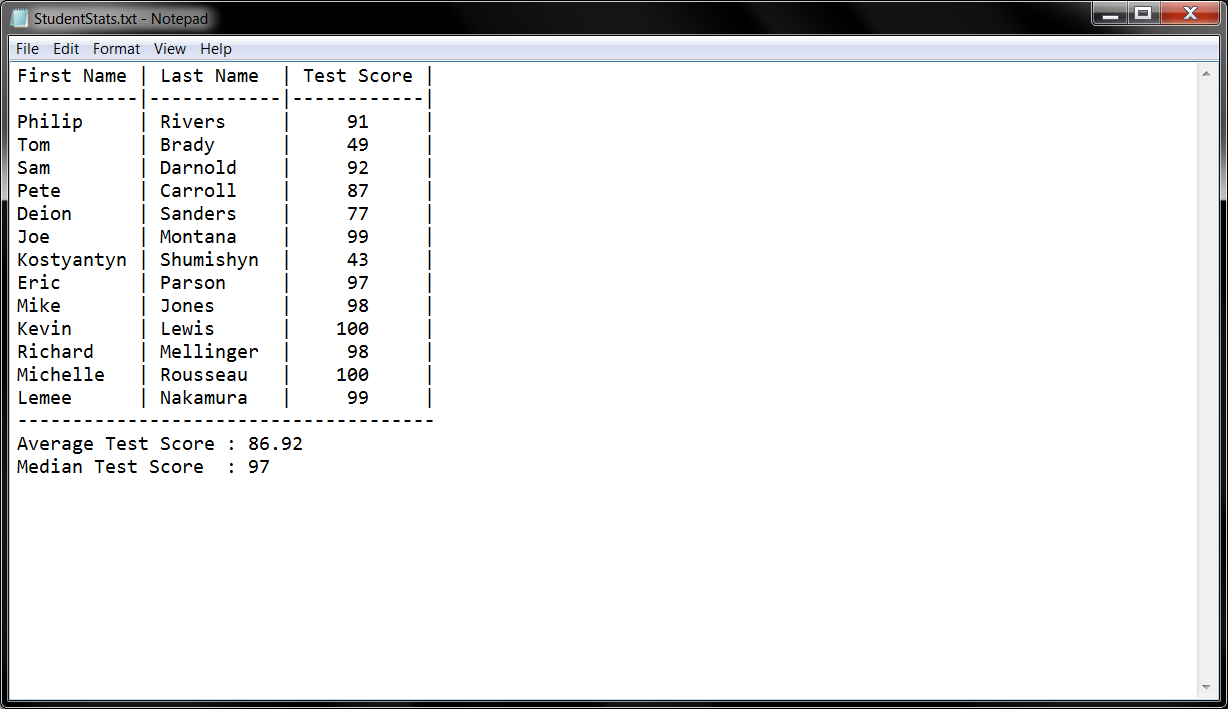 StudentStats.txt - Notepad
File Edit Format View Help
First Name | Last Name  | Test Score |
-----------|------------|------------|
Philip     | Rivers     |     91     |
Tom        | Brady      |     49     |
Sam        | Darnold    |     92     |
Pete       | Carroll    |     87     |
Deion      | Sanders    |     77     |
Joe        | Montana    |     99     |
Kostyantyn | Shumishyn  |     43     |
Eric       | Parson     |     97     |
Mike       | Jones      |     98     |
Kevin      | Lewis      |    100     |
Richard    | Mellinger  |     98     |
Michelle   | Rousseau   |    100     |
Lemee      | Nakamura   |     99     |
--------------------------------------
Average Test Score : 86.92
Median Test Score  : 97